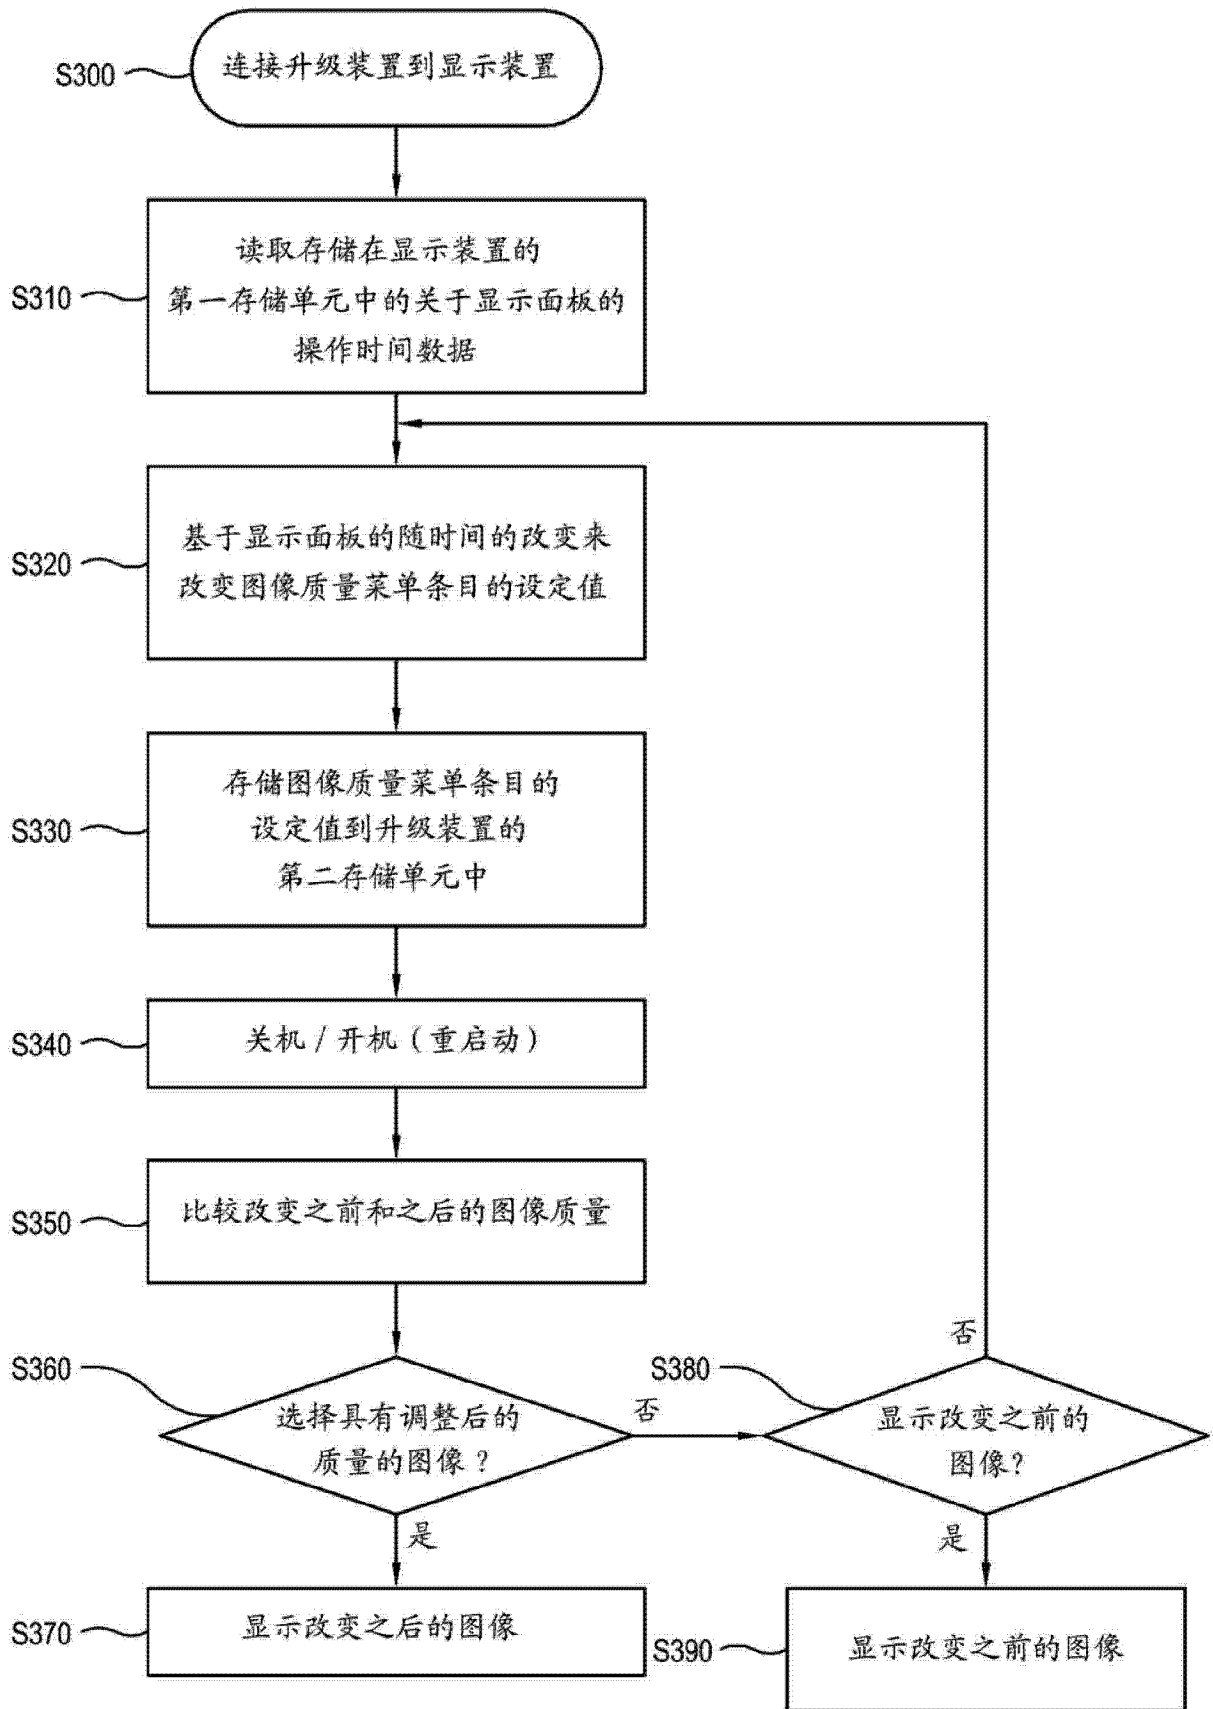 S300
连接升级装置到显示装置
S310
读取存储在显示装置的
第一存储单元中的关于显示面板的
操作时间数据
S320
基于显示面板的随时间的改变来
改变图像质量菜单条目的设定值
S330
存储图像质量菜单条目的
设定值到升级装置的
第二存储单元中
S340
关机/开机(重启动)
S350
比较改变之前和之后的图像质量
S360
选择具有调整后的
质量的图像?
否
是
S380
显示改变之前的
图像?
否
是
S370
显示改变之后的图像
S390
显示改变之前的图像